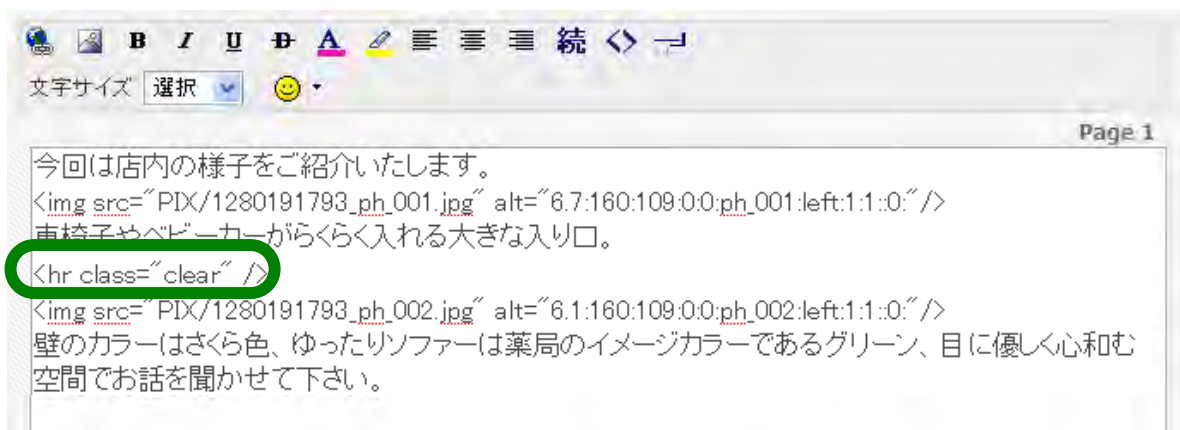 B I U D A 続 <>
文字サイズ 選択
Page 1
今回は店内の様子をご紹介いたします。
<img src="PIX/1280191793_ph_001.jpg" alt="6.7:160:109:0:0:ph_001:left:1:1::0:"/>
車椅子やベビーカーがらくらく入れる大きな入り口。
<hr class="clear" />
<img src="PIX/1280191793_ph_002.jpg" alt="6.1:160:109:0:0:ph_002:left:1:1::0:"/>
壁のカラーはさくら色、ゆったりソファーは薬局のイメージカラーであるグリーン、目に優しく心和む
空間でお話を聞かせて下さい。